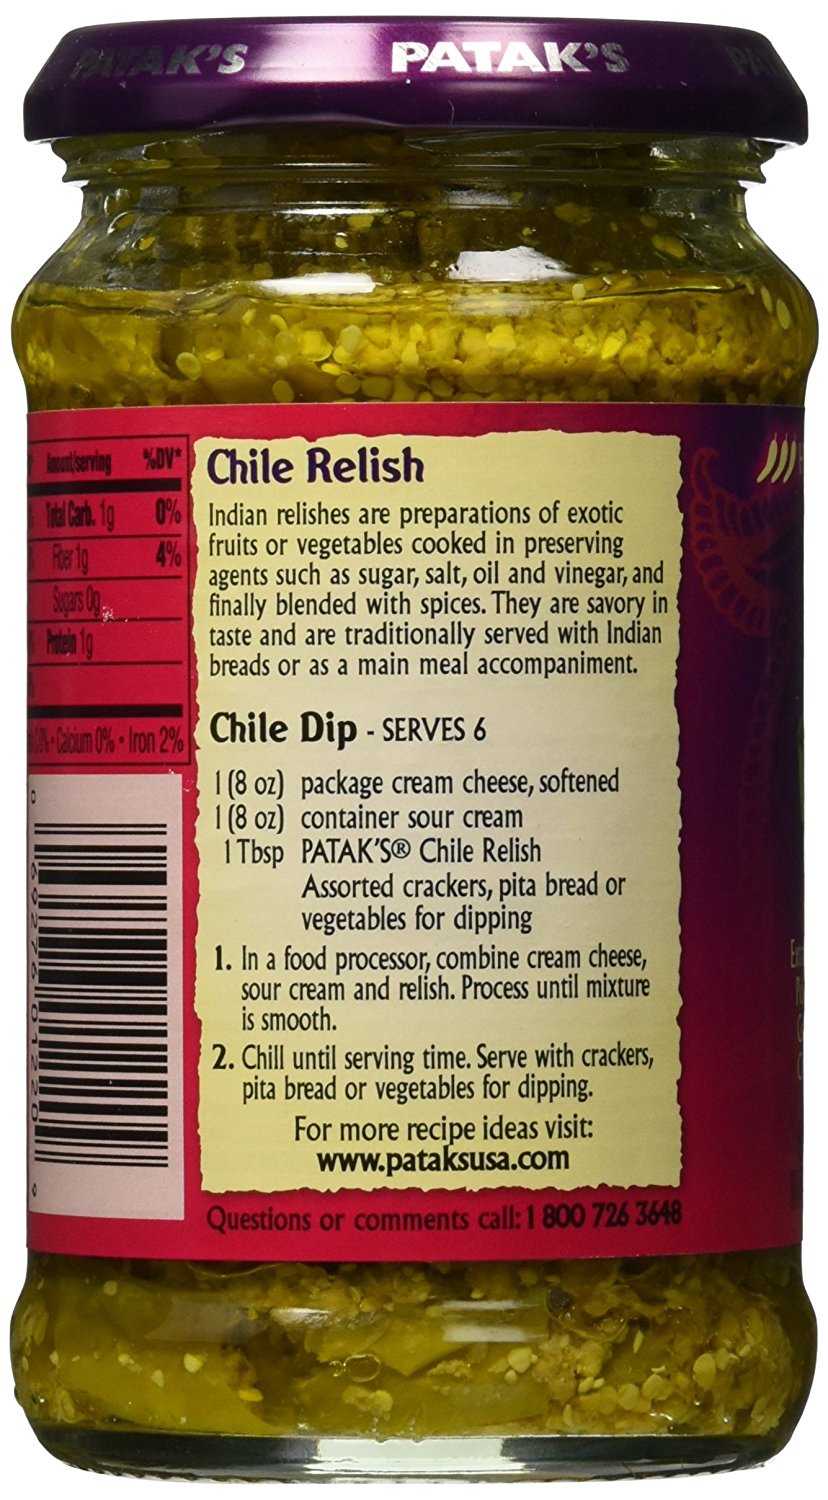 PATAK'S PATAK'S
Amount/serving %DV*
Total Carb. 1g 0%
Fiber 1g 4%
Sugars 0g
Protein 1g
Calcium 0% • Iron 2%
0 69276 01220 9
Chile Relish
Indian relishes are preparations of exotic
fruits or vegetables cooked in preserving
agents such as sugar, salt, oil and vinegar, and
finally blended with spices. They are savory in
taste and are traditionally served with Indian
breads or as a main meal accompaniment.
Chile Dip - SERVES 6
1 (8 oz) package cream cheese, softened
1 (8 oz) container sour cream
1 Tbsp PATAK'S® Chile Relish
Assorted crackers, pita bread or
vegetables for dipping
1. In a food processor, combine cream cheese,
sour cream and relish. Process until mixture
is smooth.
2. Chill until serving time. Serve with crackers,
pita bread or vegetables for dipping.
For more recipe ideas visit:
www.pataksusa.com
Questions or comments call: 1 800 726 3648